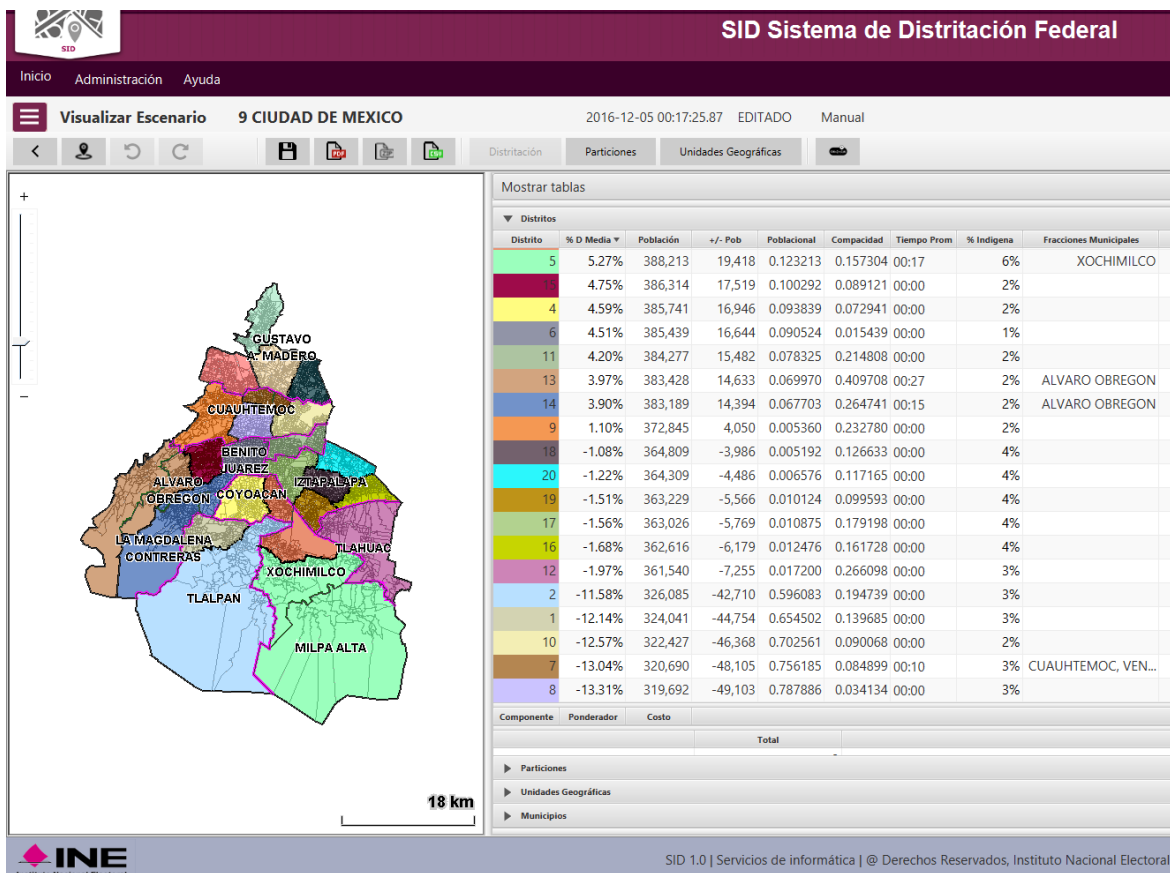 SID
SID Sistema de Distritación Federal
Inicio Administración Ayuda
Visualizar Escenario 9 CIUDAD DE MEXICO 2016-12-05 00:17:25.87 EDITADO Manual
Distritación Particiones Unidades Geográficas
Mostrar tablas
Distritos
Distrito % D Media Población +/- Pob Poblacional Compacidad Tiempo Prom % Indigena Fracciones Municipales
5 5.27% 388,213 19,418 0.123213 0.157304 00:17 6% XOCHIMILCO
15 4.75% 386,314 17,519 0.100292 0.089121 00:00 2%
4 4.59% 385,741 16,946 0.093839 0.072941 00:00 2%
6 4.51% 385,439 16,644 0.090524 0.015439 00:00 1%
11 4.20% 384,277 15,482 0.078325 0.214808 00:00 2%
13 3.97% 383,428 14,633 0.069970 0.409708 00:27 2% ALVARO OBREGON
14 3.90% 383,189 14,394 0.067703 0.264741 00:15 2% ALVARO OBREGON
9 1.10% 372,845 4,050 0.005360 0.232780 00:00 2%
18 -1.08% 364,809 -3,986 0.005192 0.126633 00:00 4%
20 -1.22% 364,309 -4,486 0.006576 0.117165 00:00 4%
19 -1.51% 363,229 -5,566 0.010124 0.099593 00:00 4%
17 -1.56% 363,026 -5,769 0.010875 0.179198 00:00 4%
16 -1.68% 362,616 -6,179 0.012476 0.161728 00:00 4%
12 -1.97% 361,540 -7,255 0.017200 0.266098 00:00 3%
2 -11.58% 326,085 -42,710 0.596083 0.194739 00:00 3%
1 -12.14% 324,041 -44,754 0.654502 0.139685 00:00 3%
10 -12.57% 322,427 -46,368 0.702561 0.090068 00:00 2%
7 -13.04% 320,690 -48,105 0.756185 0.084899 00:10 3% CUAUHTEMOC, VEN...
8 -13.31% 319,692 -49,103 0.787886 0.034134 00:00 3%
Componente Ponderador Costo
Total
Particiones
Unidades Geográficas
Municipios
GUSTAVO
A. MADERO
CUAUHTEMOC
BENITO
JUAREZ
ALVARO
OBREGON
COYOACAN
IZTAPALAPA
LA MAGDALENA
CONTRERAS
TLAHUAC
XOCHIMILCO
TLALPAN
MILPA ALTA
18 km
INE
SID 1.0 | Servicios de informática | @ Derechos Reservados, Instituto Nacional Electoral